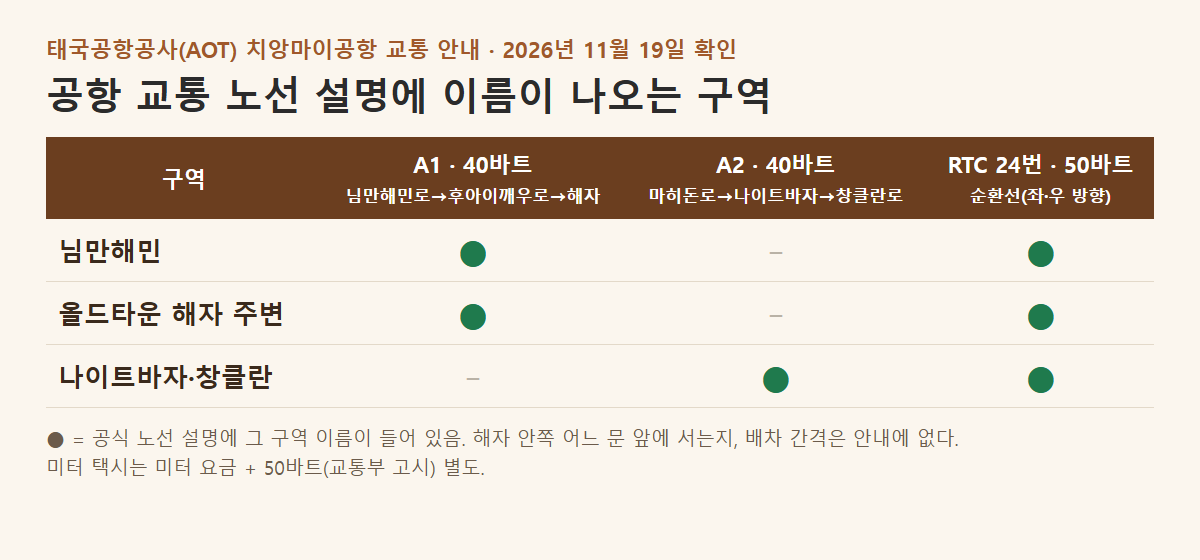 태국공항공사(AOT) 치앙마이공항 교통 안내 · 2026년 11월 19일 확인
공항 교통 노선 설명에 이름이 나오는 구역
구역
A1 · 40바트
님만해민로→후아이깨우로→해자
A2 · 40바트
마히돈로→나이트바자→창클란로
RTC 24번 · 50바트
순환선(좌·우 방향)
님만해민 ● – ●
올드타운 해자 주변 ● – ●
나이트바자·창클란 – ● ●
● = 공식 노선 설명에 그 구역 이름이 들어 있음. 해자 안쪽 어느 문 앞에 서는지, 배차 간격은 안내에 없다.
미터 택시는 미터 요금 + 50바트(교통부 고시) 별도.